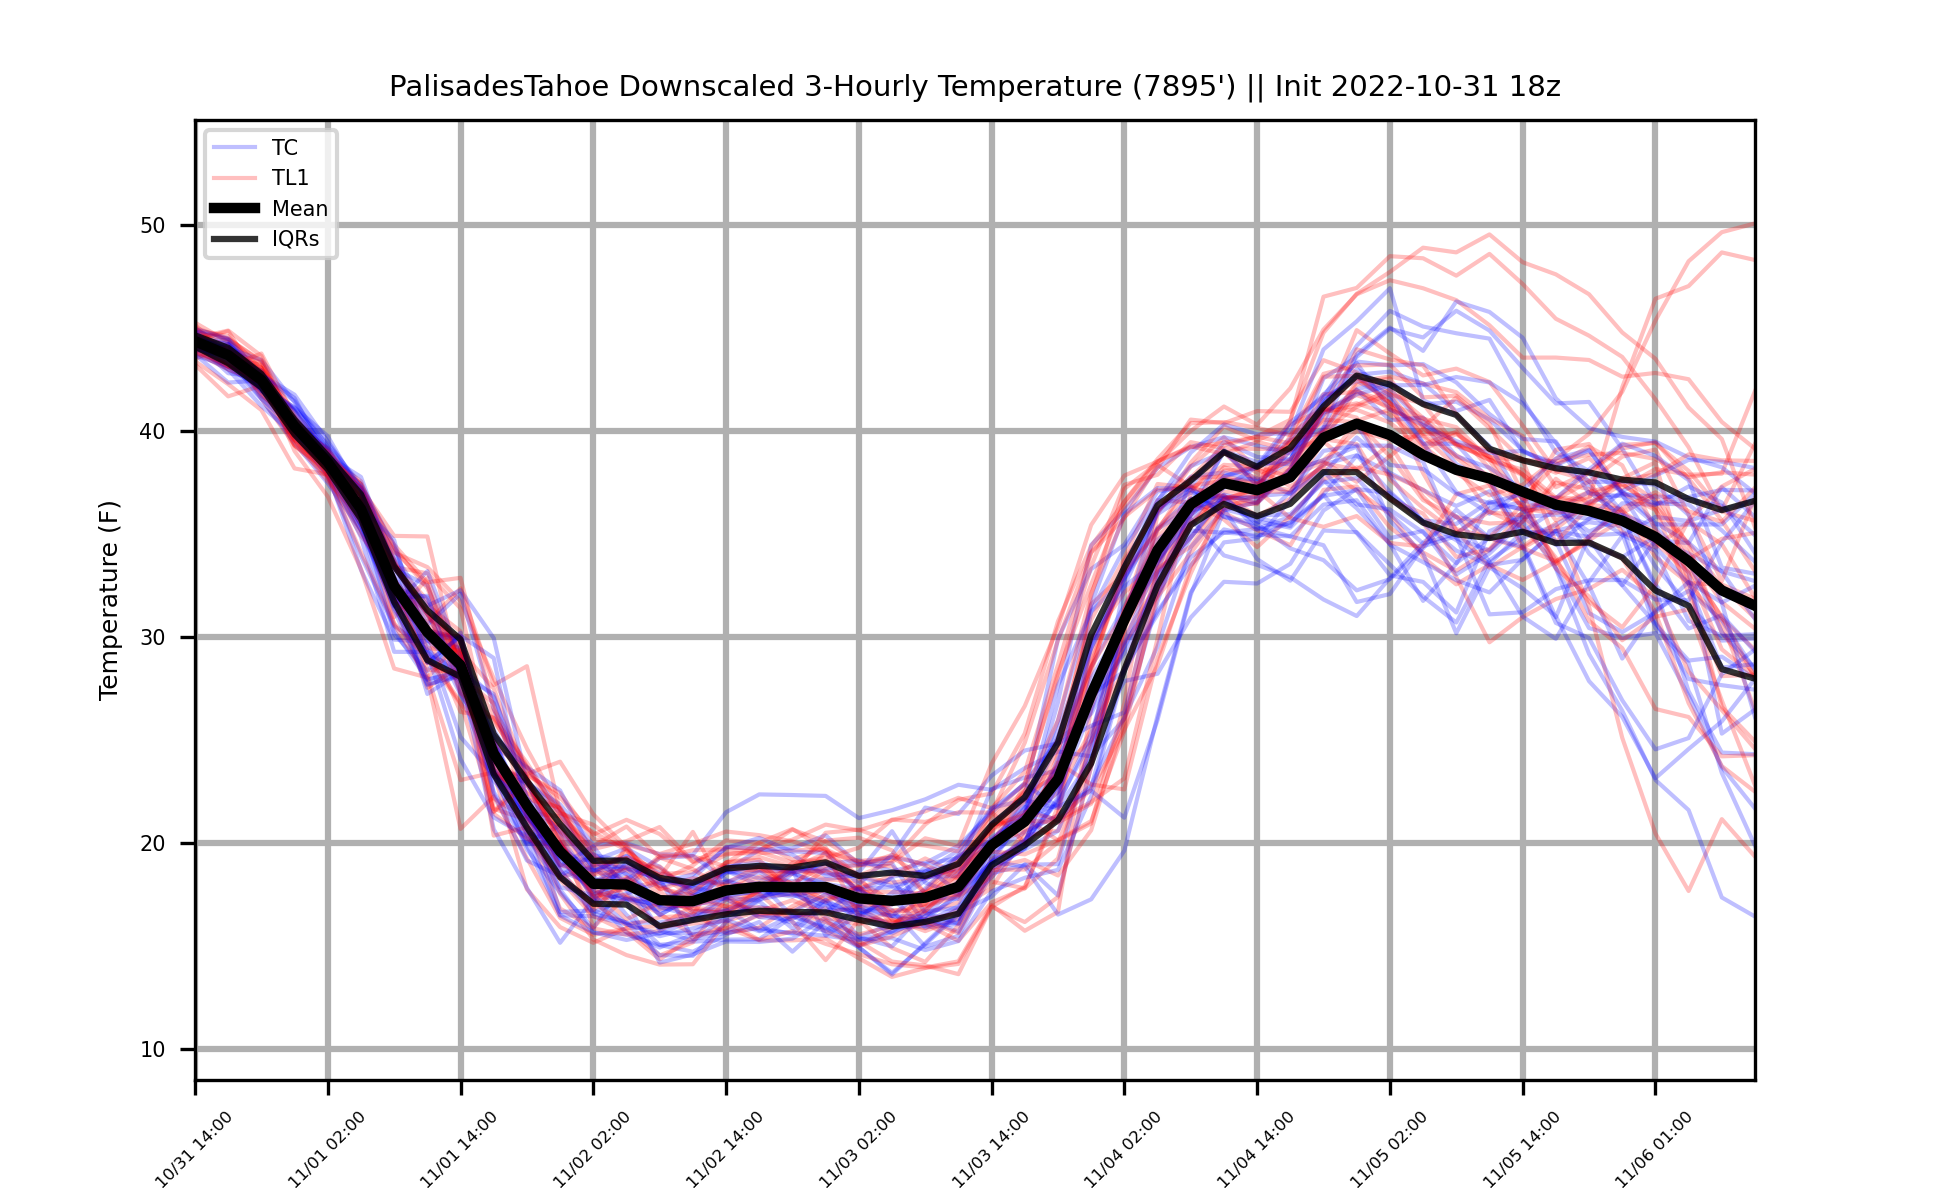 PalisadesTahoe Downscaled 3-Hourly Temperature (7895') || Init 2022-10-31 18z
TC
TL1
Mean
IQRs
Temperature (F)
50
40
30
20
10
10/31 14:00
11/01 02:00
11/01 14:00
11/02 02:00
11/02 14:00
11/03 02:00
11/03 14:00
11/04 02:00
11/04 14:00
11/05 02:00
11/05 14:00
11/06 01:00